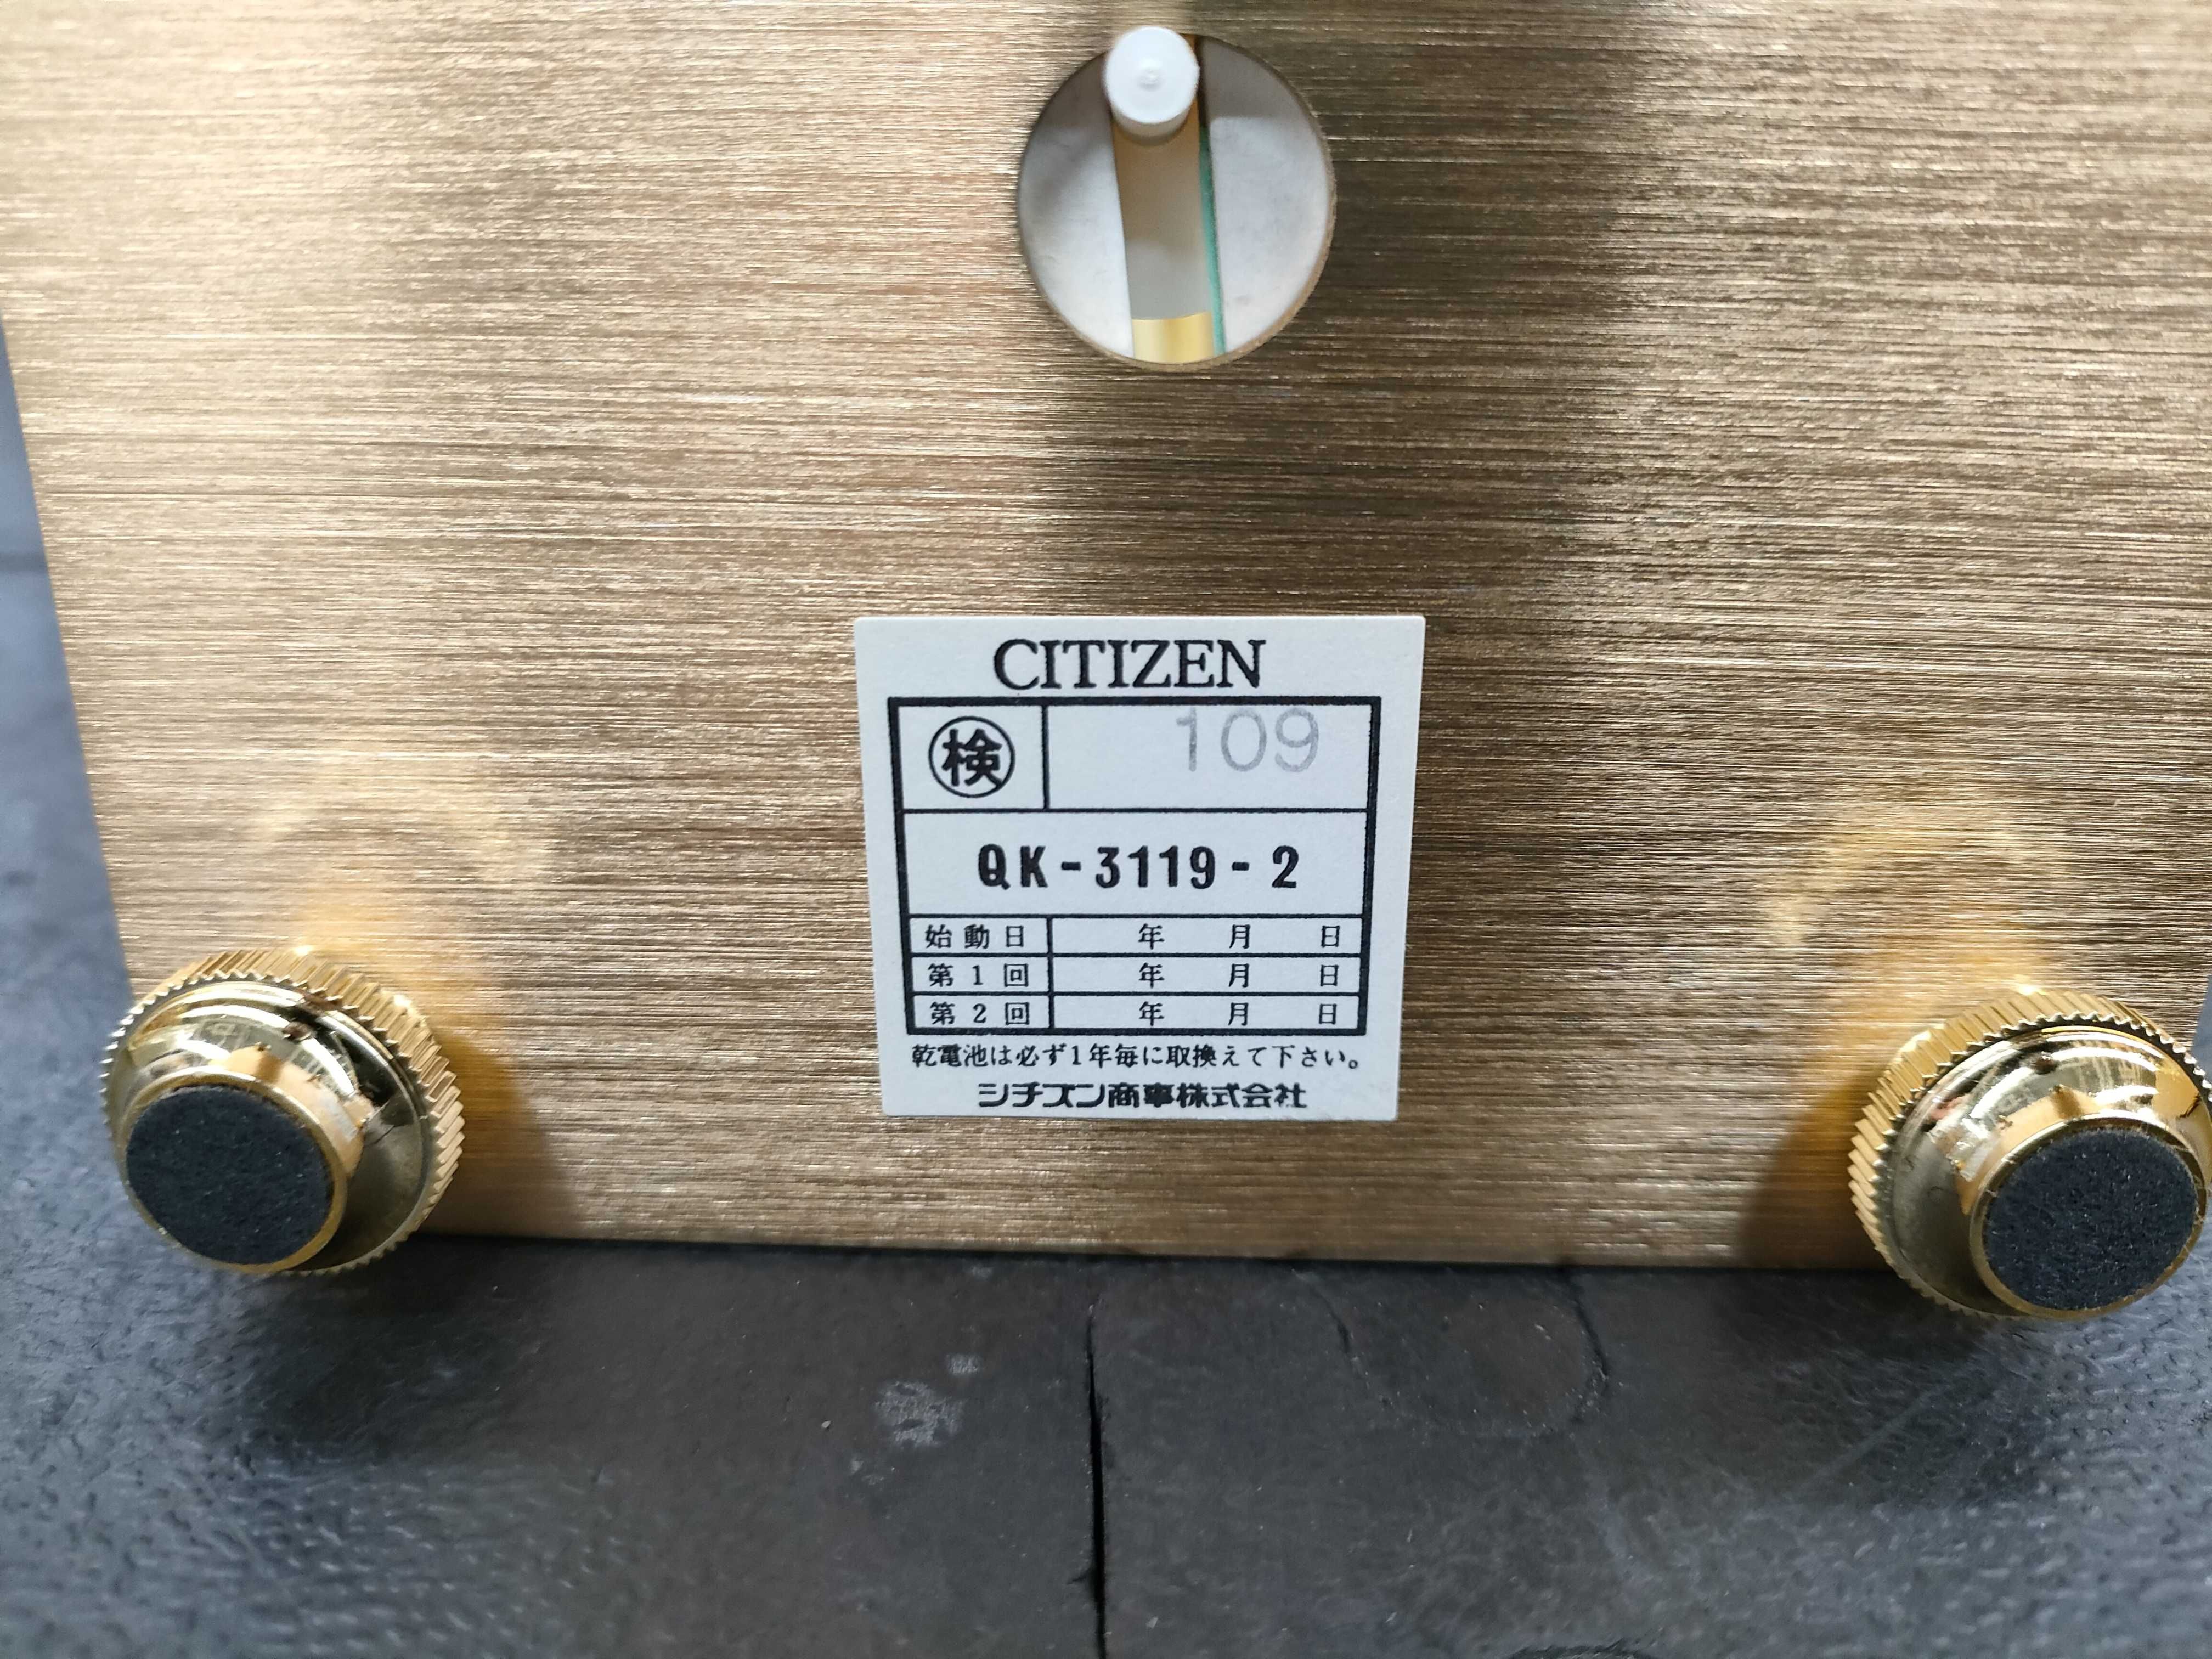 CITIZEN
検 109
QK-3119-2
始動日 年 月 日
第1回 年 月 日
第2回 年 月 日
乾電池は必ず1年毎に取換えて下さい。
シチズン商事株式会社